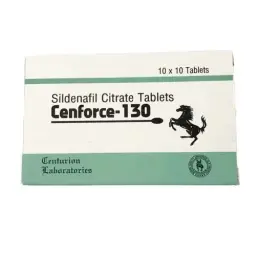 10 x 10 Tablets
Sildenafil Citrate Tablets
Cenforce-130
Centurion
Laboratories